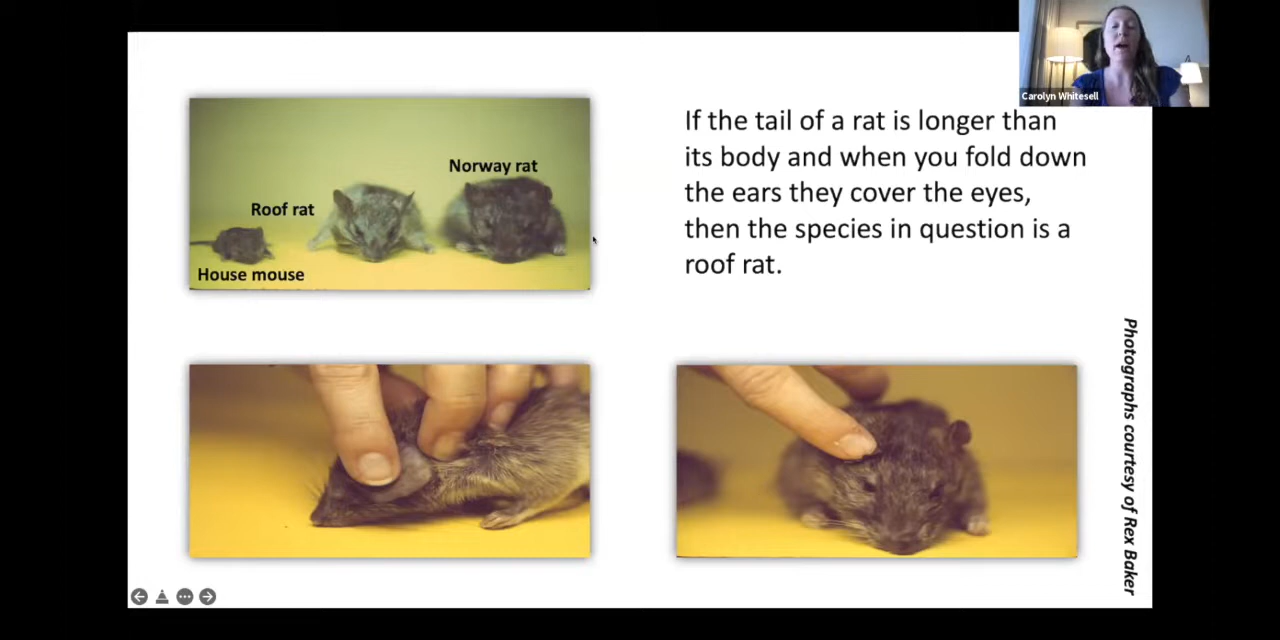 Carolyn Whitesell
Norway rat
Roof rat
House mouse
If the tail of a rat is longer than
its body and when you fold down
the ears they cover the eyes,
then the species in question is a
roof rat.
Photographs courtesy of Rex Baker